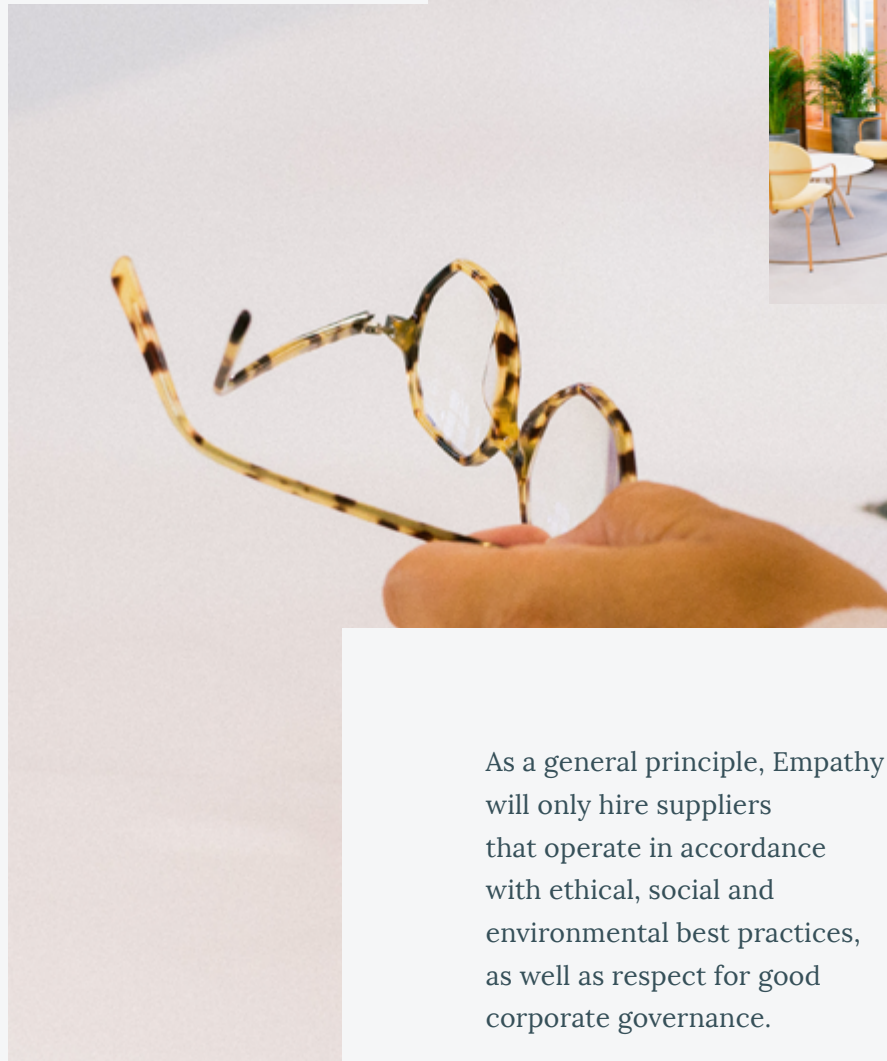 As a general principle, Empathy
will only hire suppliers
that operate in accordance
with ethical, social and
environmental best practices,
as well as respect for good
corporate governance.